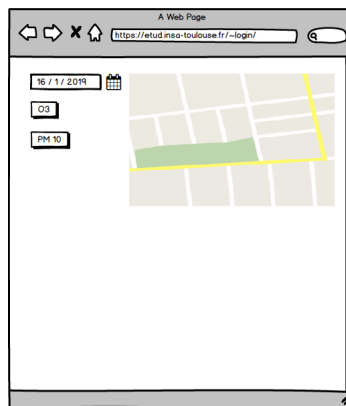 A Web Page
https://etud.insa-toulouse.fr/~login/
16 / 1 / 2019
O3
PM 10